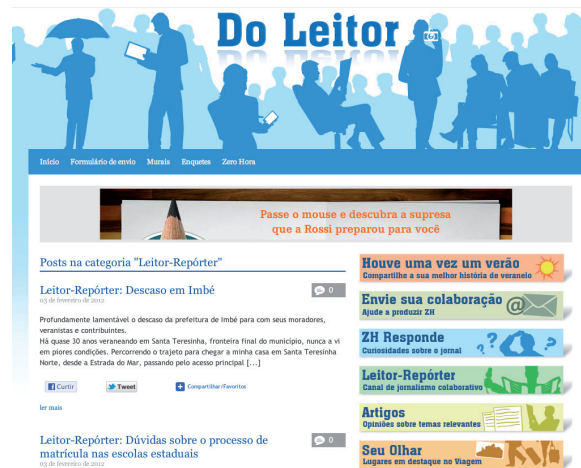 Do Leitor
Início Formulário de envio Murais Enquetes Zero Hora
Passe o mouse e descubra a supresa
que a Rossi preparou para você
Posts na categoria "Leitor-Repórter"
Leitor-Repórter: Descaso em Imbé
0
03 de fevereiro de 2012
Profundamente lamentável o descaso da prefeitura de Imbé para com seus moradores,
veranistas e contribuintes.
Há quase 30 anos veraneando em Santa Teresinha, fronteira final do município, nunca a vi
em piores condições. Percorrendo o trajeto para chegar a minha casa em Santa Teresinha
Norte, desde a Estrada do Mar, passando pelo acesso principal [...]
Curtir Tweet Compartilhar/Favoritos
ler mais
Leitor-Repórter: Dúvidas sobre o processo de
matrícula nas escolas estaduais
0
03 de fevereiro de 2012
Houve uma vez um verão
Compartilhe a sua melhor história de veraneio
Envie sua colaboração
Ajude a produzir ZH
ZH Responde
Curiosidades sobre o jornal
Leitor-Repórter
Canal de jornalismo colaborativo
Artigos
Opiniões sobre temas relevantes
Seu Olhar
Lugares em destaque no Viagem